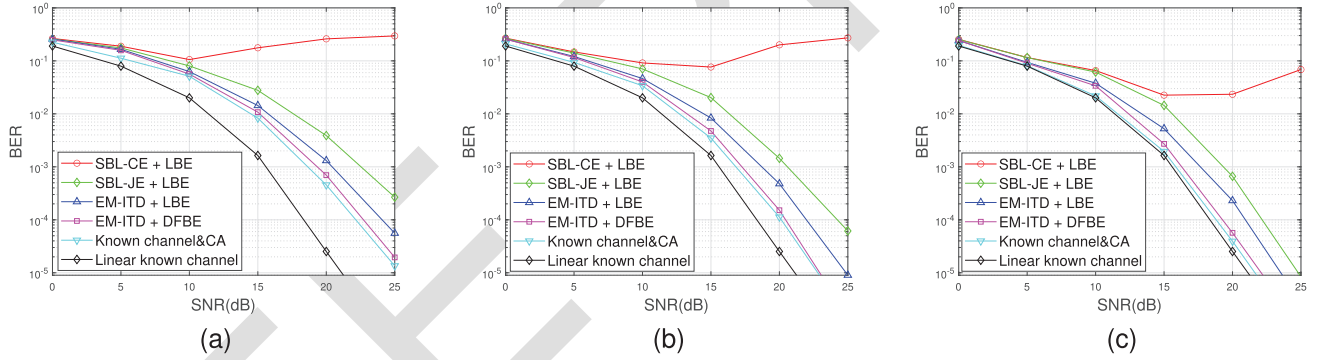 10^0
10^-1
10^-2
10^-3
10^-4
10^-5
BER
SBL-CE + LBE
SBL-JE + LBE
EM-ITD + LBE
EM-ITD + DFBE
Known channel&CA
Linear known channel
0 5 10 15 20 25
SNR(dB)
(a)
10^0
10^-1
10^-2
10^-3
10^-4
10^-5
BER
SBL-CE + LBE
SBL-JE + LBE
EM-ITD + LBE
EM-ITD + DFBE
Known channel&CA
Linear known channel
0 5 10 15 20 25
SNR(dB)
(b)
10^0
10^-1
10^-2
10^-3
10^-4
10^-5
BER
SBL-CE + LBE
SBL-JE + LBE
EM-ITD + LBE
EM-ITD + DFBE
Known channel&CA
Linear known channel
0 5 10 15 20 25
SNR(dB)
(c)